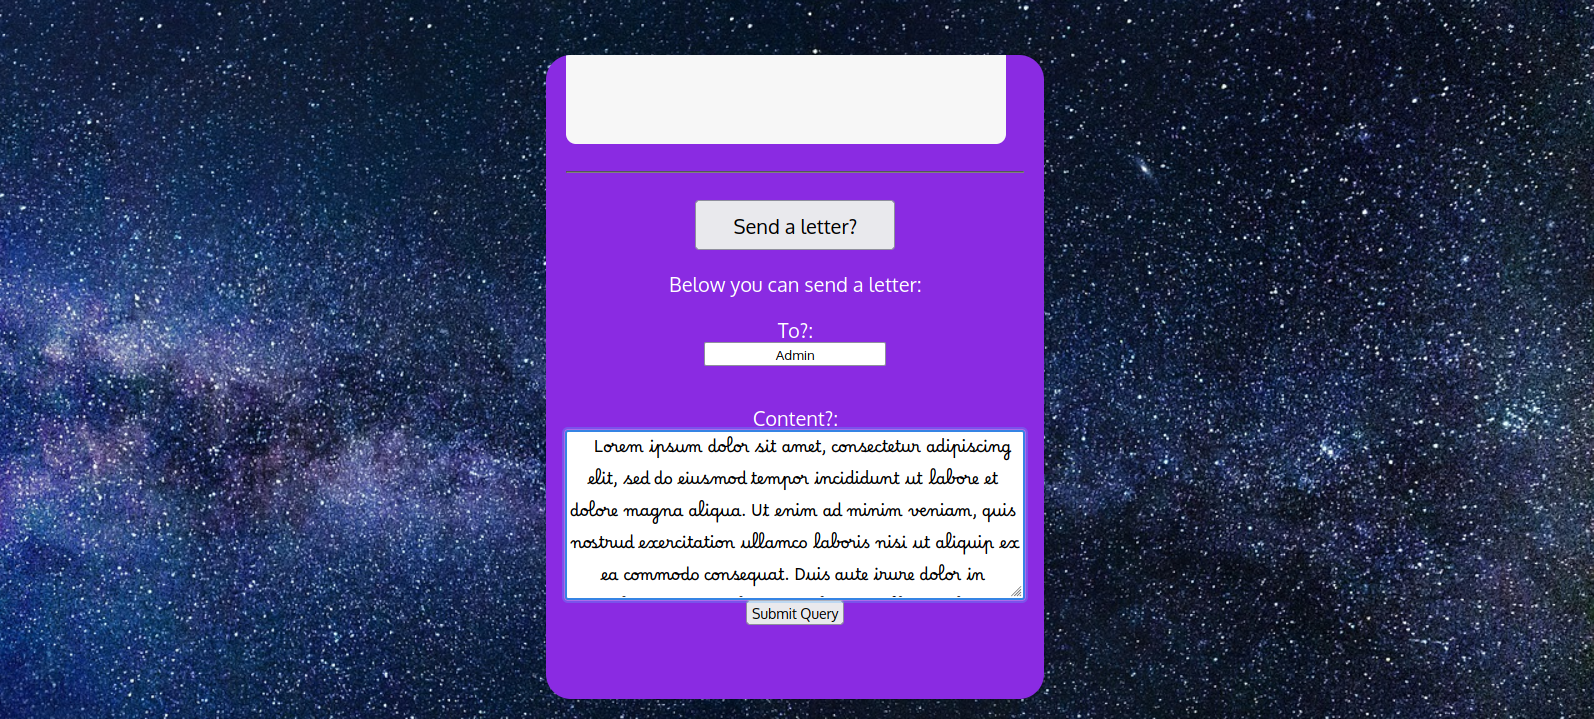 Send a letter?
Below you can send a letter:
To?:
Admin
Content?:
Lorem ipsum dolor sit amet, consectetur adipiscing
elit, sed do eiusmod tempor incididunt ut labore et
dolore magna aliqua. Ut enim ad minim veniam, quis
nostrud exercitation ullamco laboris nisi ut aliquip ex
ea commodo consequat. Duis aute irure dolor in
Submit Query